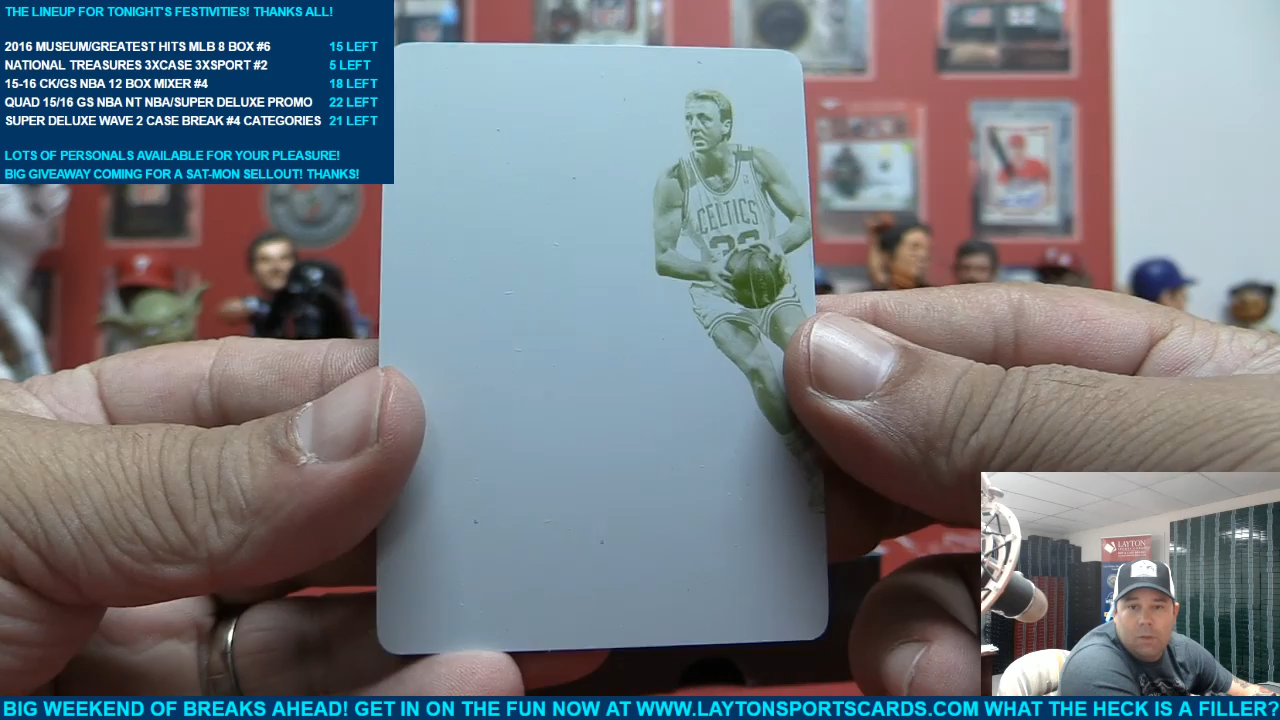 THE LINEUP FOR TONIGHT'S FESTIVITIES! THANKS ALL!
2016 MUSEUM/GREATEST HITS MLB 8 BOX #6 15 LEFT
NATIONAL TREASURES 3XCASE 3XSPORT #2 5 LEFT
15-16 CK/GS NBA 12 BOX MIXER #4 18 LEFT
QUAD 15/16 GS NBA NT NBA/SUPER DELUXE PROMO 22 LEFT
SUPER DELUXE WAVE 2 CASE BREAK #4 CATEGORIES 21 LEFT
LOTS OF PERSONALS AVAILABLE FOR YOUR PLEASURE!
BIG GIVEAWAY COMING FOR A SAT-MON SELLOUT! THANKS!
CELTICS
33
LAYTON
BIG WEEKEND OF BREAKS AHEAD! GET IN ON THE FUN NOW AT WWW.LAYTONSPORTSCARDS.COM WHAT THE HECK IS A FILLER?